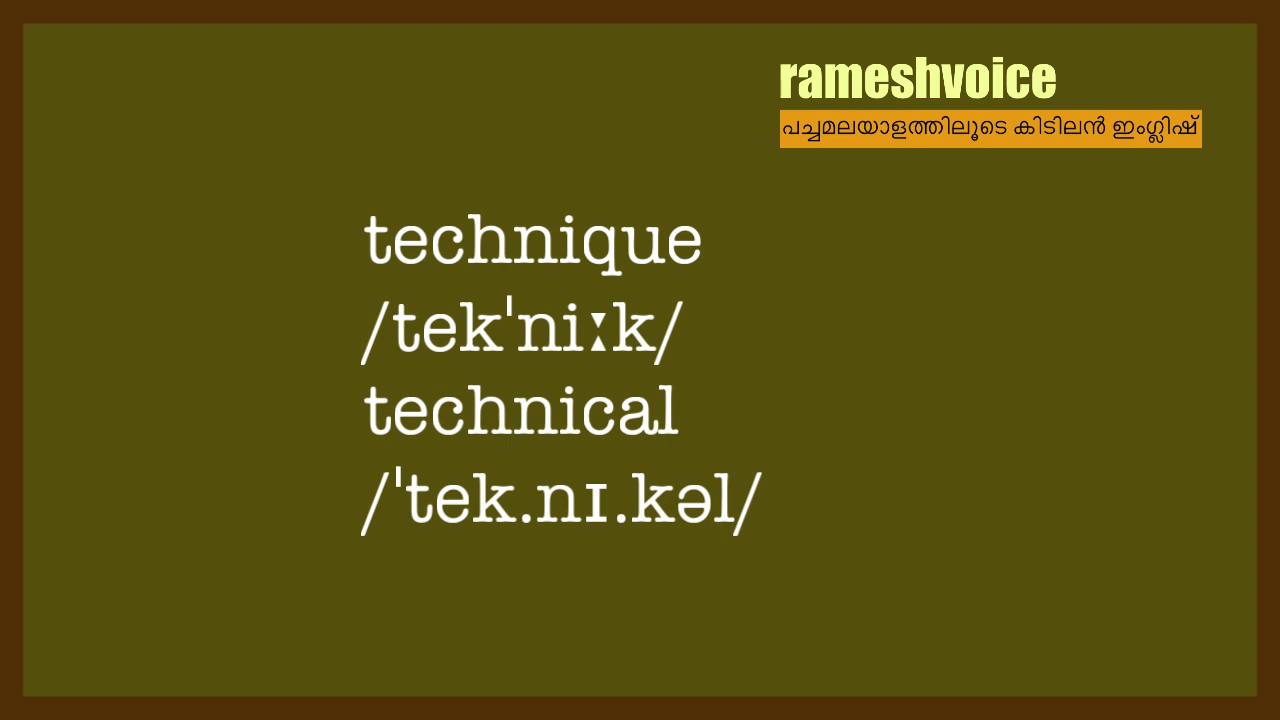 rameshvoice
പച്ചമലയാളത്തിലൂടെ കിടിലൻ ഇംഗ്ലിഷ്
technique
/tekˈniːk/
technical
/ˈtek.nɪ.kəl/